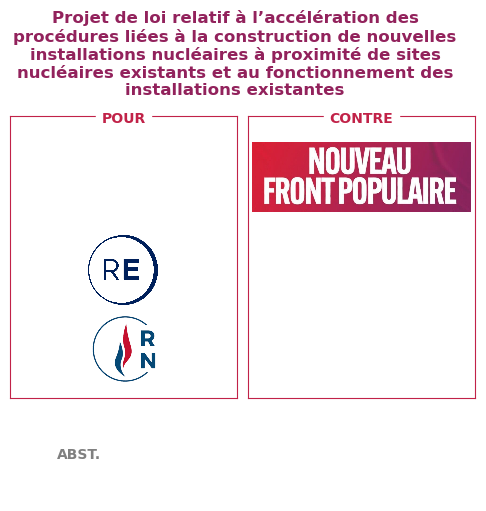 Projet de loi relatif à l’accélération des
procédures liées à la construction de nouvelles
installations nucléaires à proximité de sites
nucléaires existants et au fonctionnement des
installations existantes
POUR
CONTRE
NOUVEAU
FRONT POPULAIRE
RE
R
N
ABST.